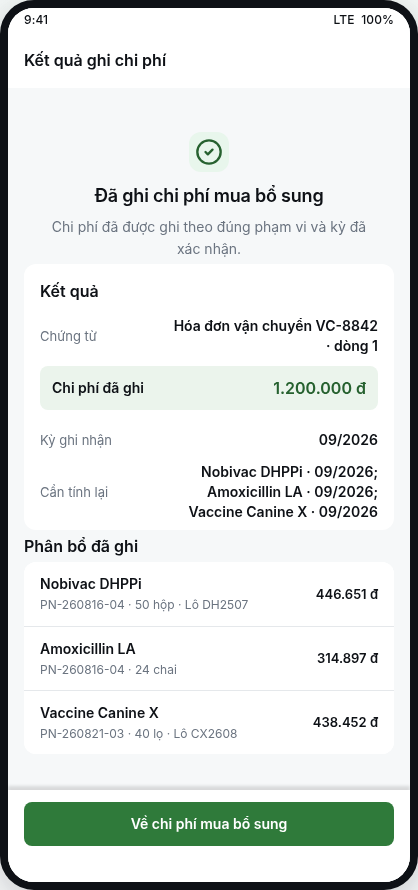 9:41
LTE 100%
Kết quả ghi chi phí
Đã ghi chi phí mua bổ sung
Chi phí đã được ghi theo đúng phạm vi và kỳ đã
xác nhận.
Kết quả
Chứng từ
Hóa đơn vận chuyển VC-8842
· dòng 1
Chi phí đã ghi
1.200.000 đ
Kỳ ghi nhận
09/2026
Cần tính lại
Nobivac DHPPi · 09/2026;
Amoxicillin LA · 09/2026;
Vaccine Canine X · 09/2026
Phân bổ đã ghi
Nobivac DHPPi
PN-260816-04 · 50 hộp · Lô DH2507
446.651 đ
Amoxicillin LA
PN-260816-04 · 24 chai
314.897 đ
Vaccine Canine X
PN-260821-03 · 40 lọ · Lô CX2608
438.452 đ
Về chi phí mua bổ sung